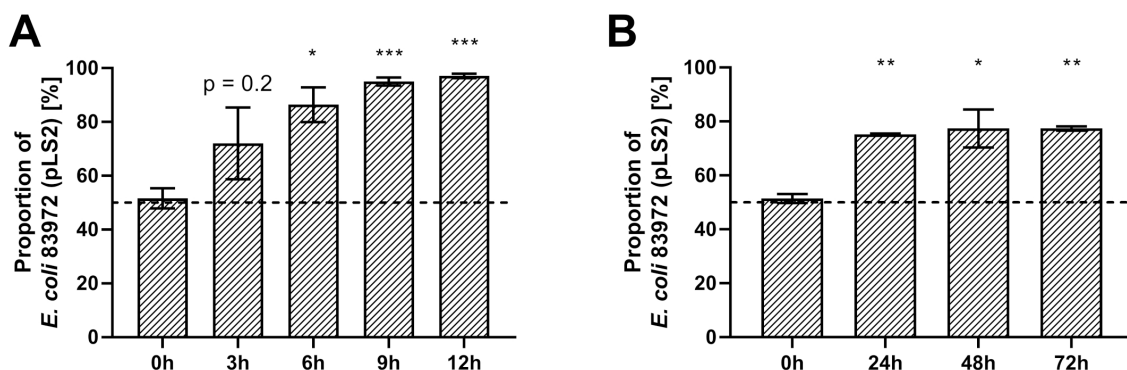 A
Proportion of
E. coli 83972 (pLS2) [%]
100
80
60
40
20
0
p = 0.2
*
***
***
0h
3h
6h
9h
12h
B
Proportion of
E. coli 83972 (pLS2) [%]
100
80
60
40
20
0
**
*
**
0h
24h
48h
72h